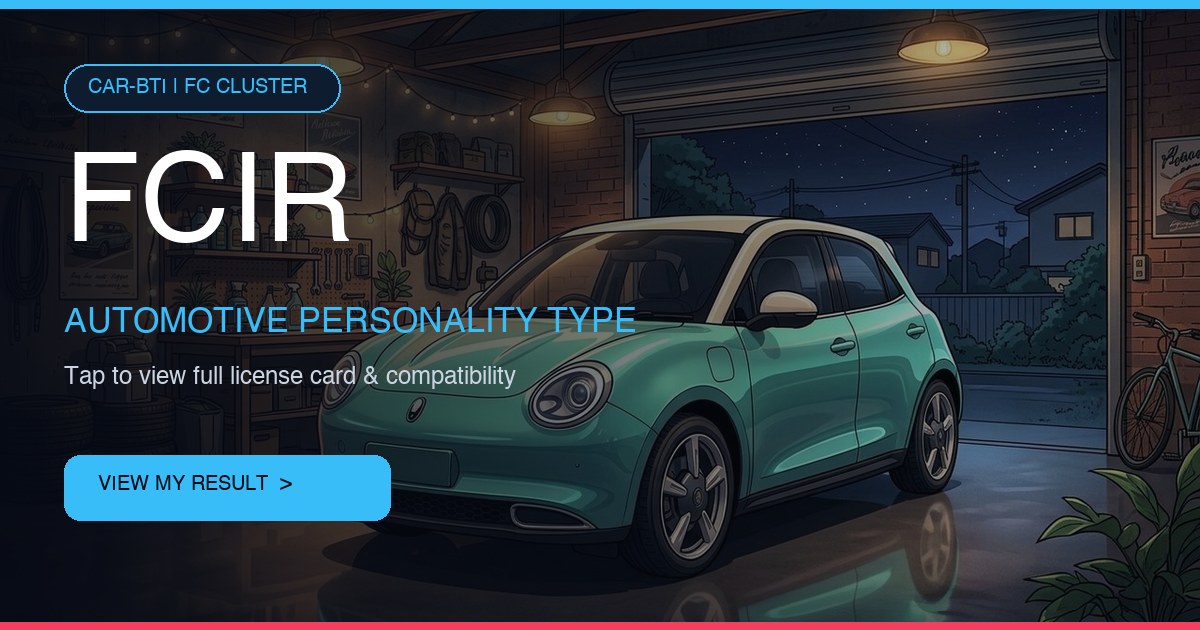 CAR-BTI | FC CLUSTER
FCIR
AUTOMOTIVE PERSONALITY TYPE
Tap to view full license card & compatibility
VIEW MY RESULT >